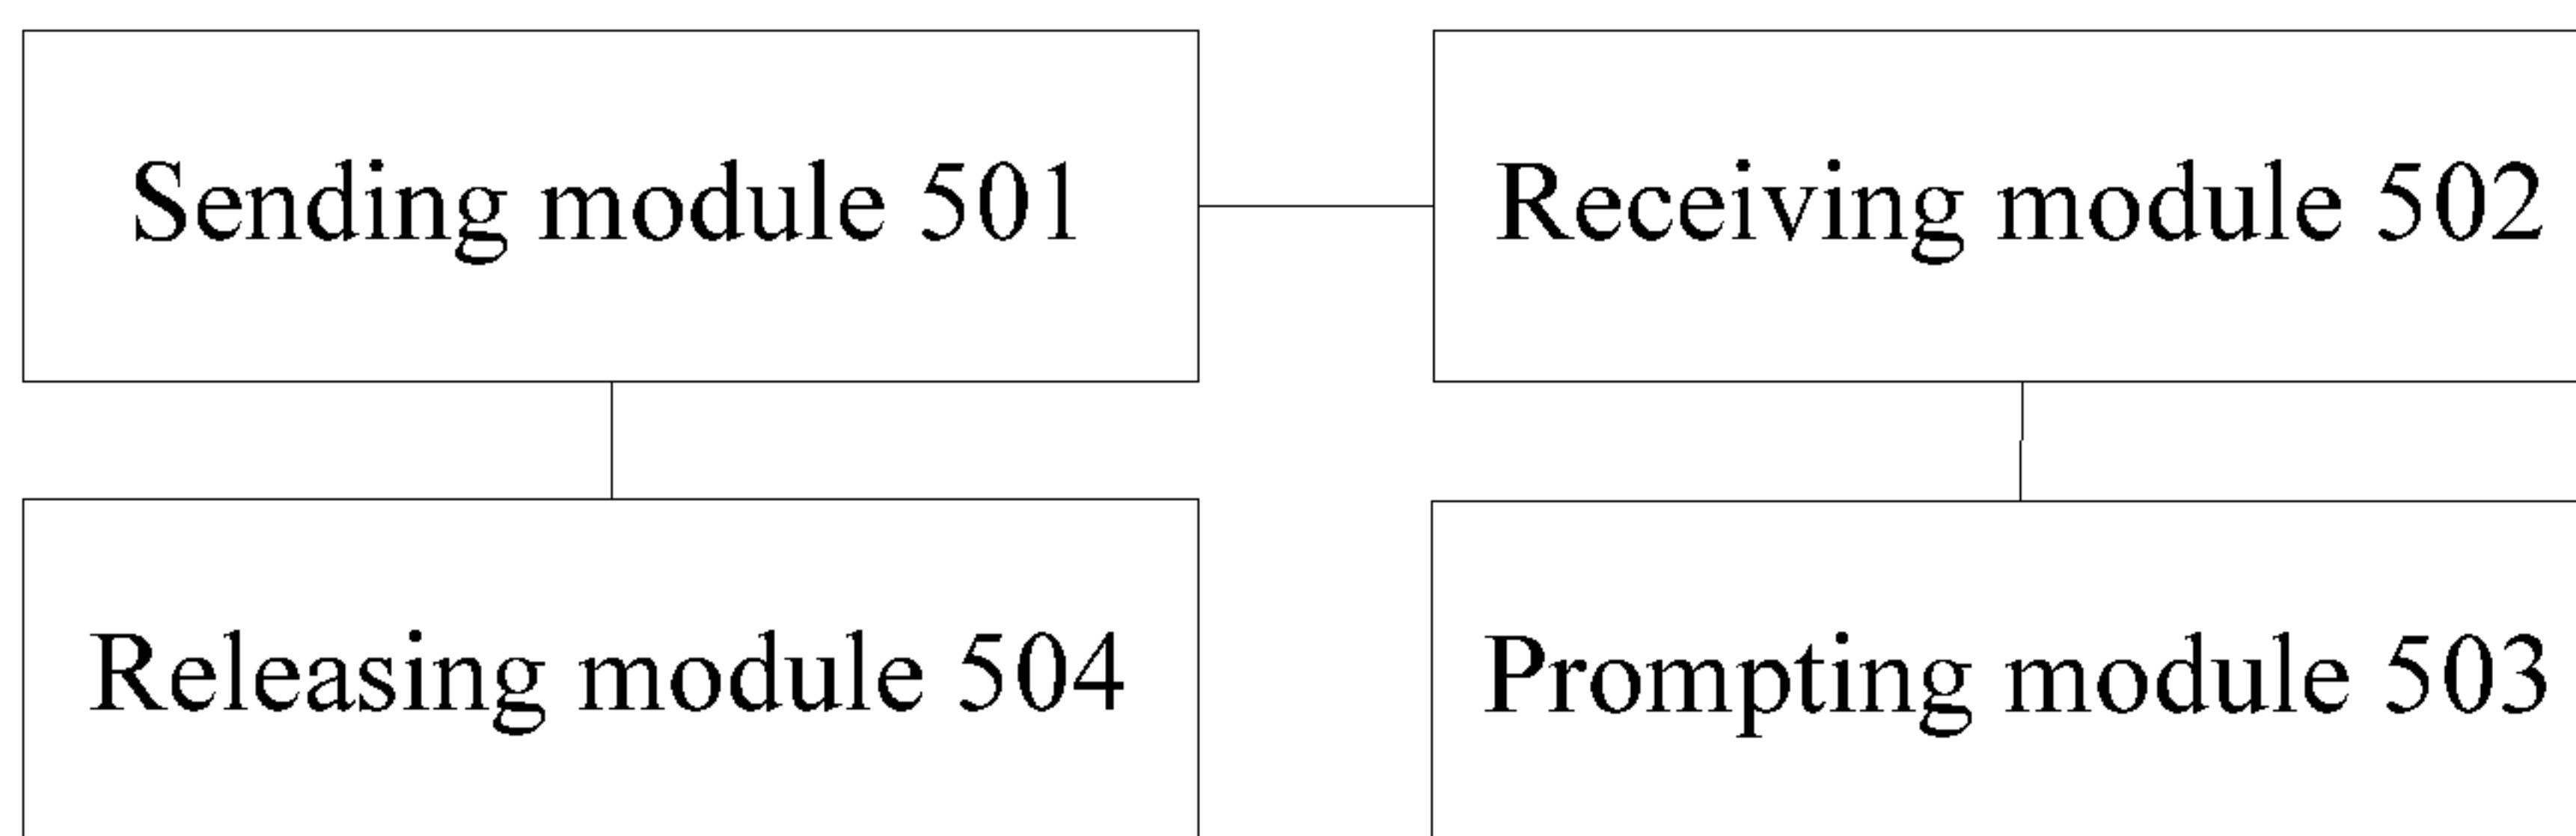 Sending module 501
Receiving module 502
Releasing module 504
Prompting module 503